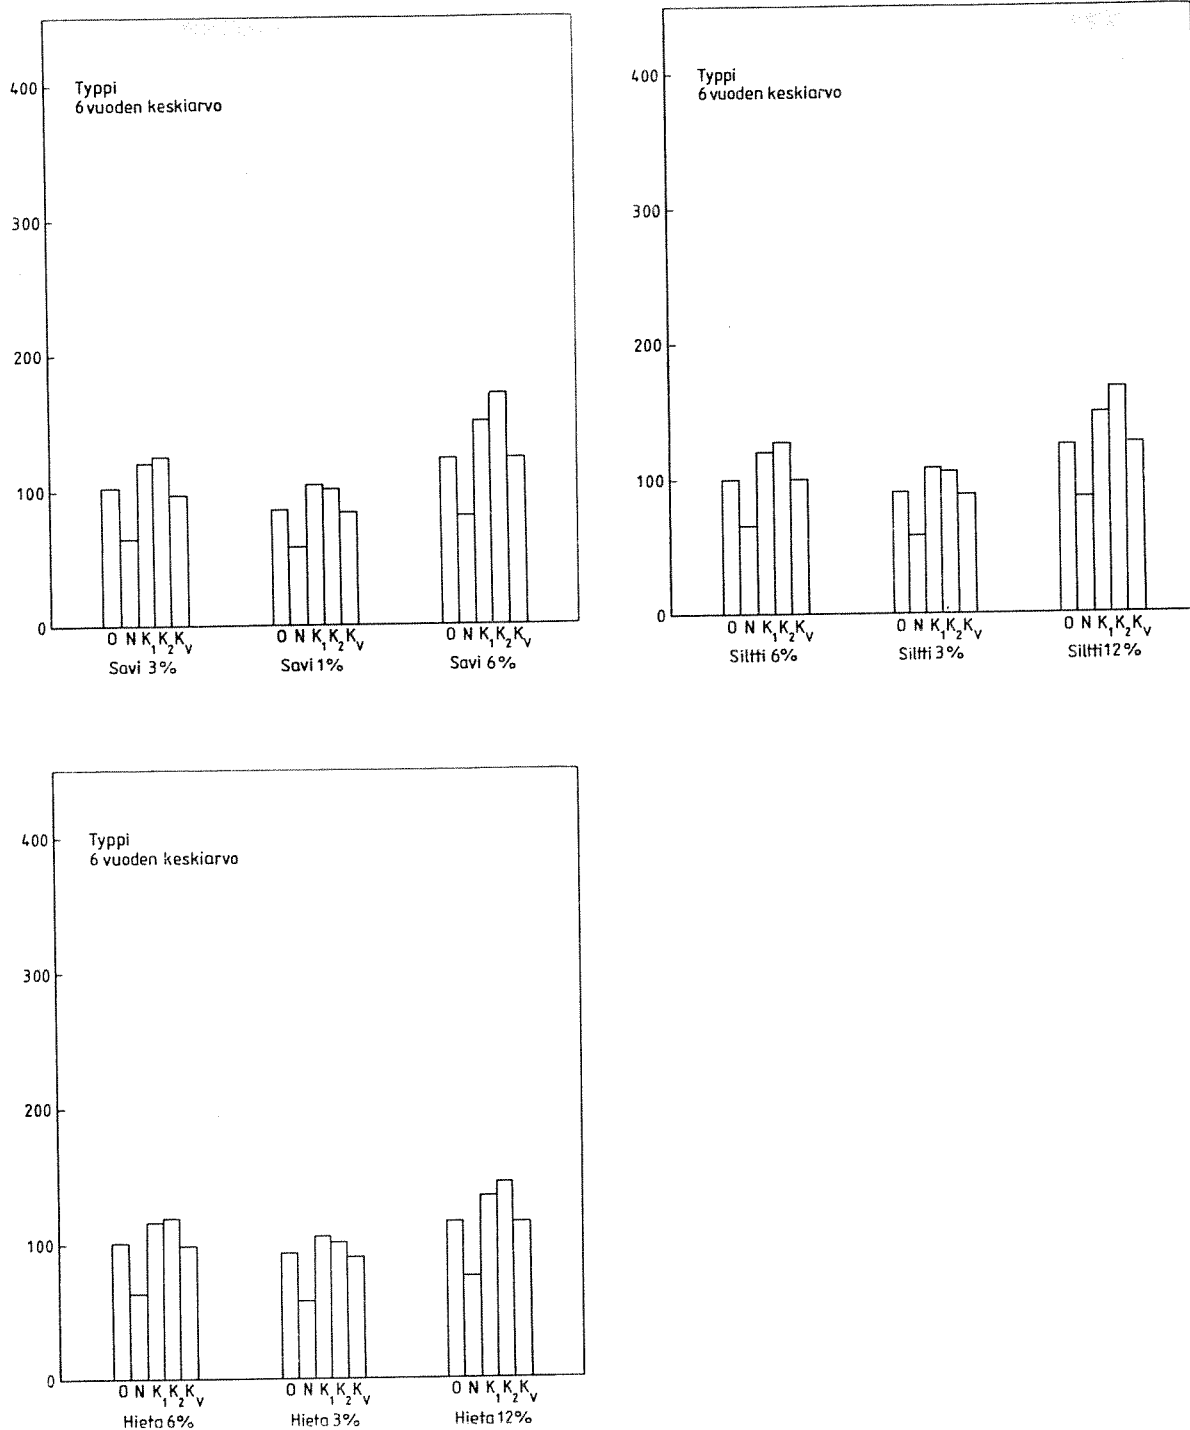 Typpi
6 vuoden keskiarvo
400
300
200
100
0
O N K₁ K₂ Kᵥ
O N K₁ K₂ Kᵥ
O N K₁ K₂ Kᵥ
Savi 3%
Savi 1%
Savi 6%
Typpi
6 vuoden keskiarvo
400
300
200
100
0
O N K₁ K₂ Kᵥ
O N K₁ K₂ Kᵥ
O N K₁ K₂ Kᵥ
Siltti 6%
Siltti 3%
Siltti 12%
Typpi
6 vuoden keskiarvo
400
300
200
100
0
O N K₁ K₂ Kᵥ
O N K₁ K₂ Kᵥ
O N K₁ K₂ Kᵥ
Hieta 6%
Hieta 3%
Hieta 12%